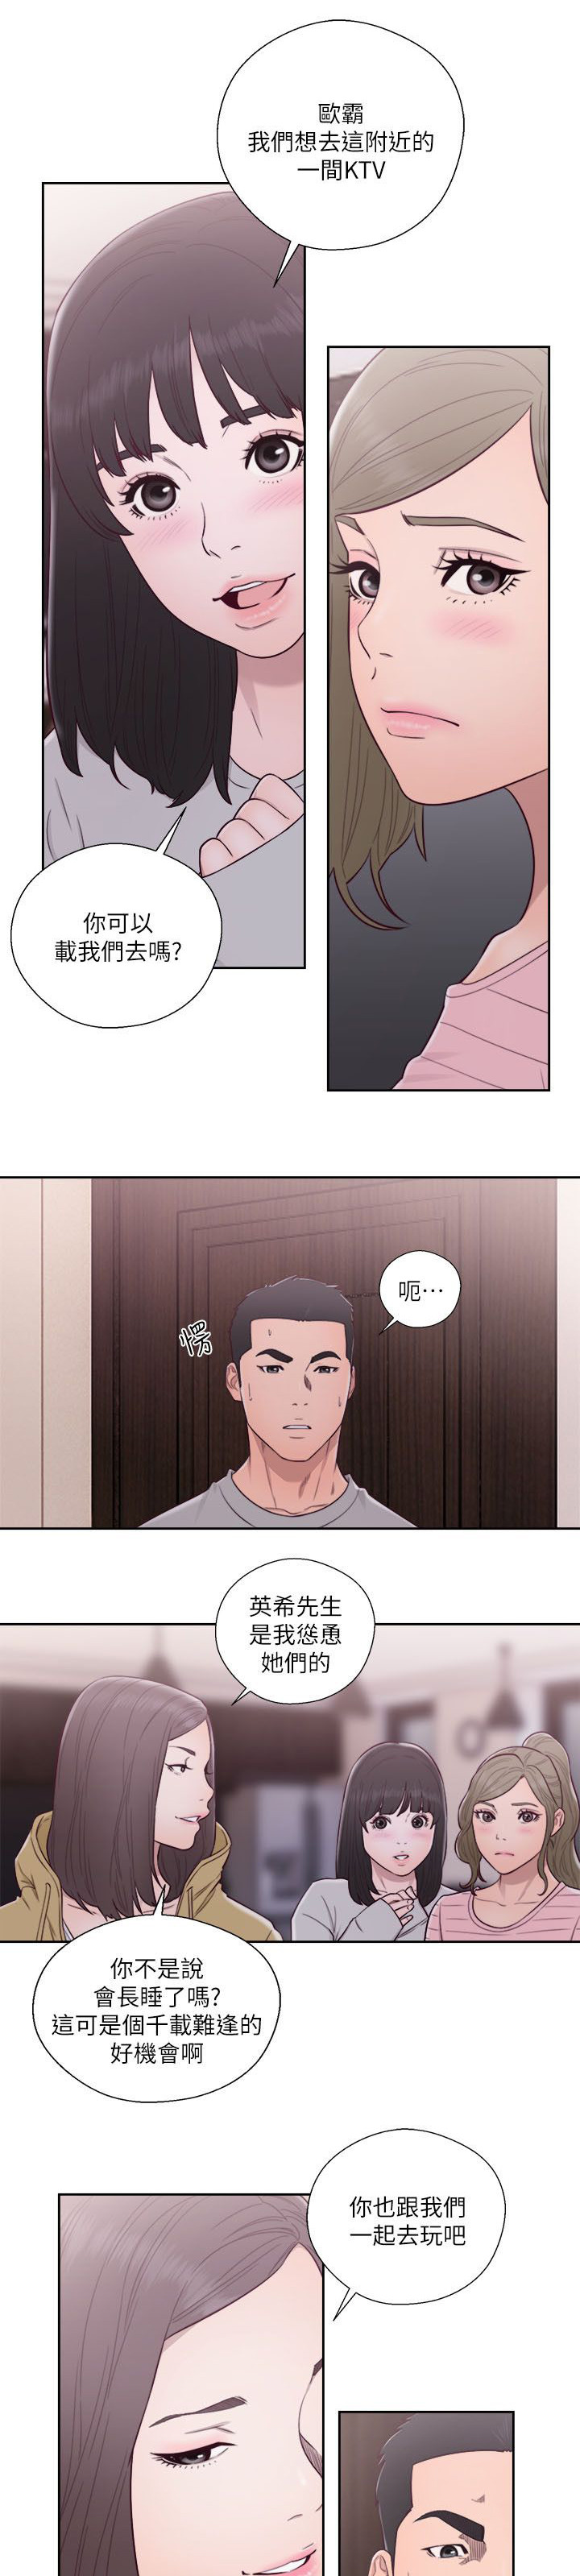 歐霸
我們想去這附近的
一間KTV
你可以
載我們去嗎?
呃…
愣
英希先生
是我慫恿
她們的
你不是說
會長睡了嗎?
這可是個千載難逢的
好機會啊
你也跟我們
一起去玩吧